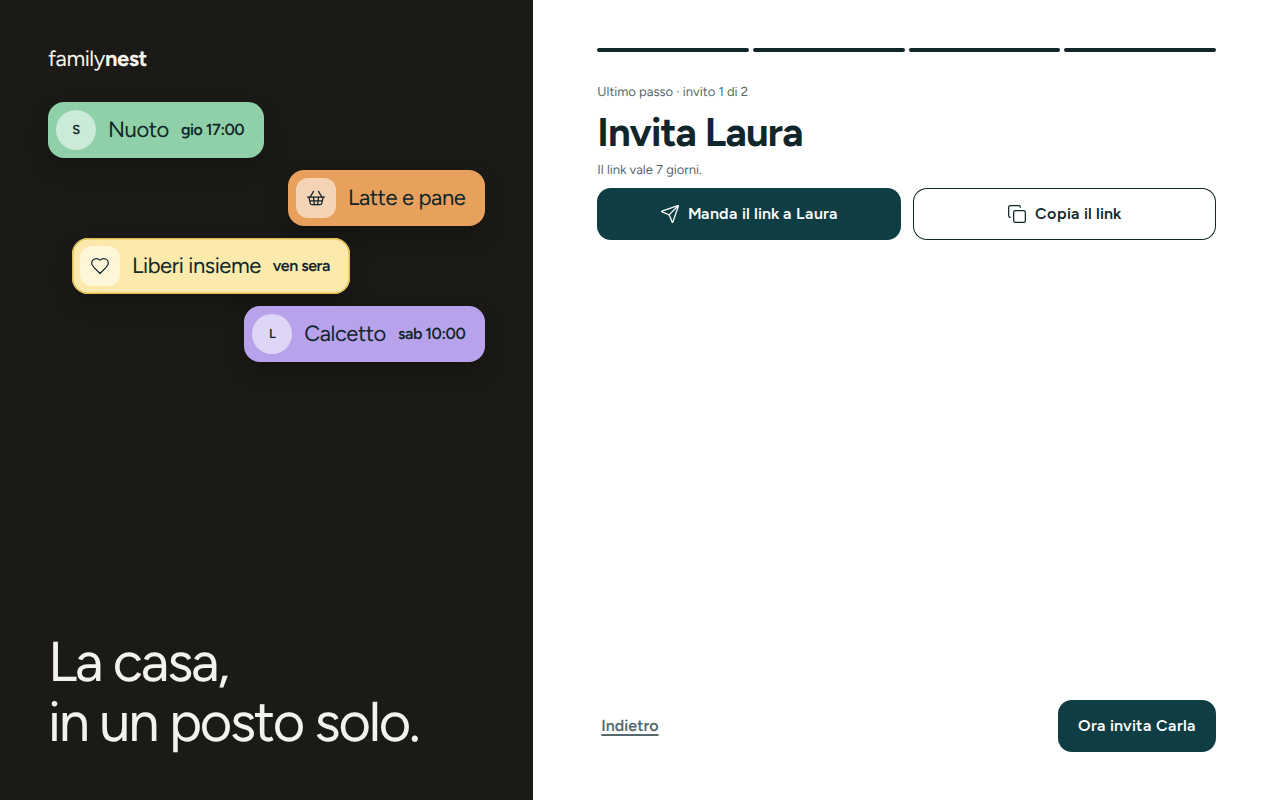 familynest
S Nuoto gio 17:00
Latte e pane
Liberi insieme ven sera
L Calcetto sab 10:00
La casa,
in un posto solo.
Ultimo passo · invito 1 di 2
Invita Laura
Il link vale 7 giorni.
Manda il link a Laura
Copia il link
Indietro
Ora invita Carla